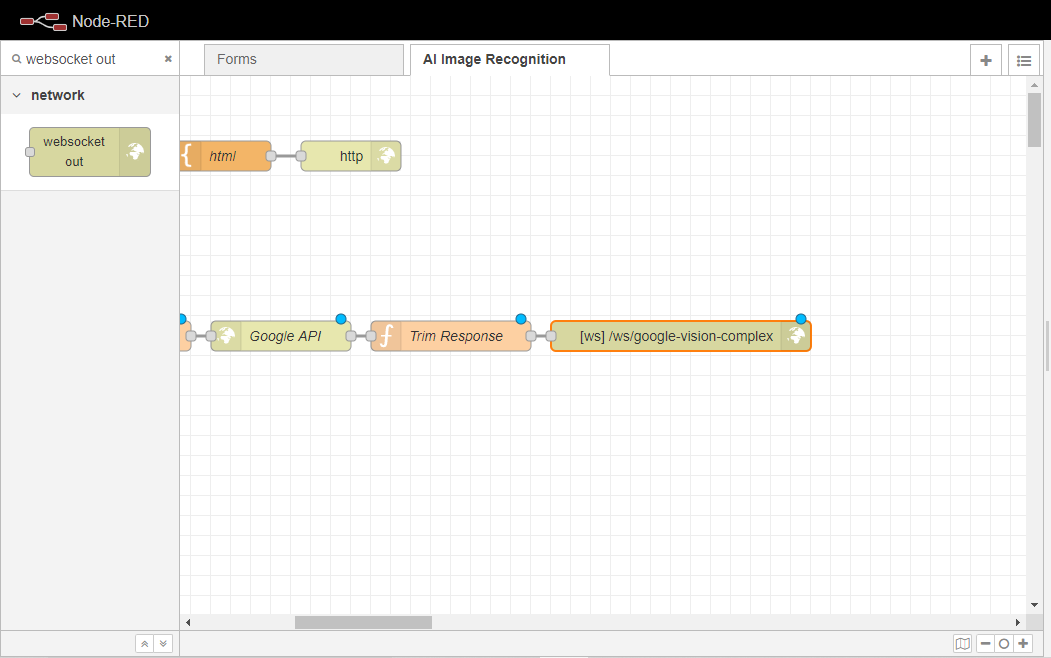 Node-RED
websocket out
Forms
AI Image Recognition
network
websocket
out
html
http
Google API
Trim Response
[ws] /ws/google-vision-complex